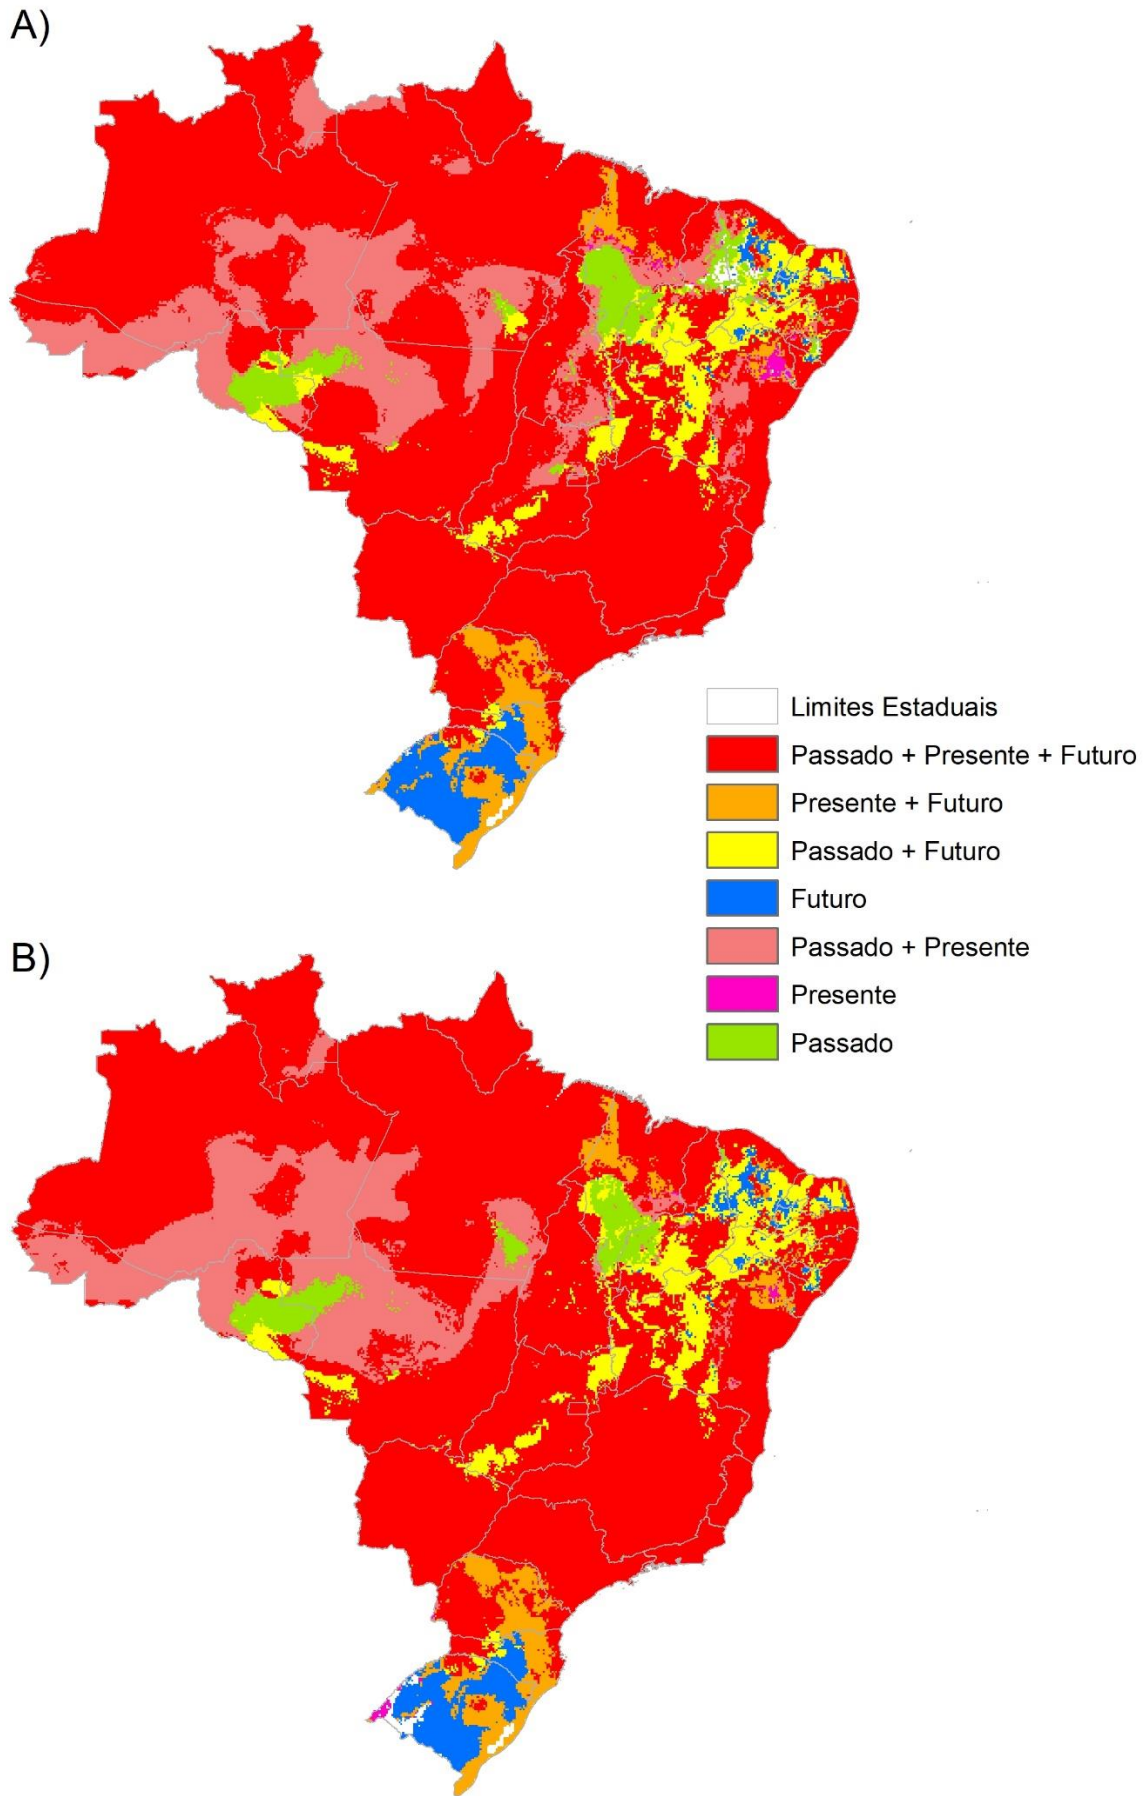 A)
Limites Estaduais
Passado + Presente + Futuro
Presente + Futuro
Passado + Futuro
Futuro
Passado + Presente
Presente
Passado
B)